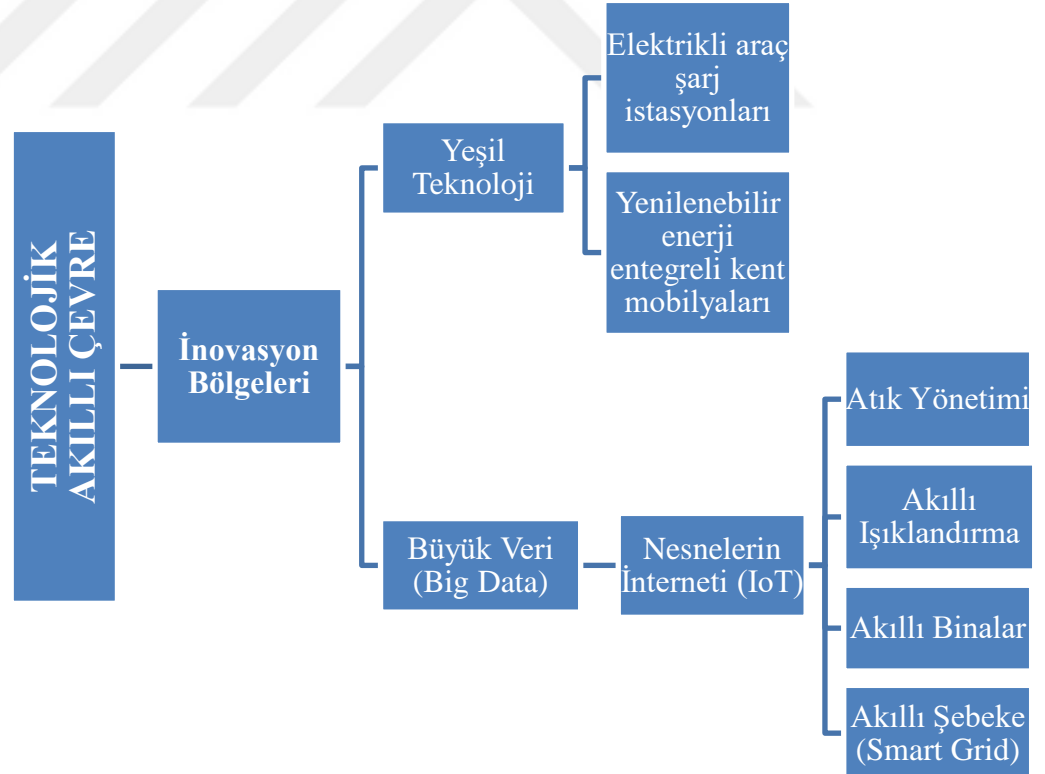 TEKNOLOJİK
AKILLI ÇEVRE
İnovasyon
Bölgeleri
Yeşil
Teknoloji
Elektrikli araç
şarj
istasyonları
Yenilenebilir
enerji
entegreli kent
mobilyaları
Büyük Veri
(Big Data)
Nesnelerin
İnterneti (IoT)
Atık Yönetimi
Akıllı
Işıklandırma
Akıllı Binalar
Akıllı Şebeke
(Smart Grid)